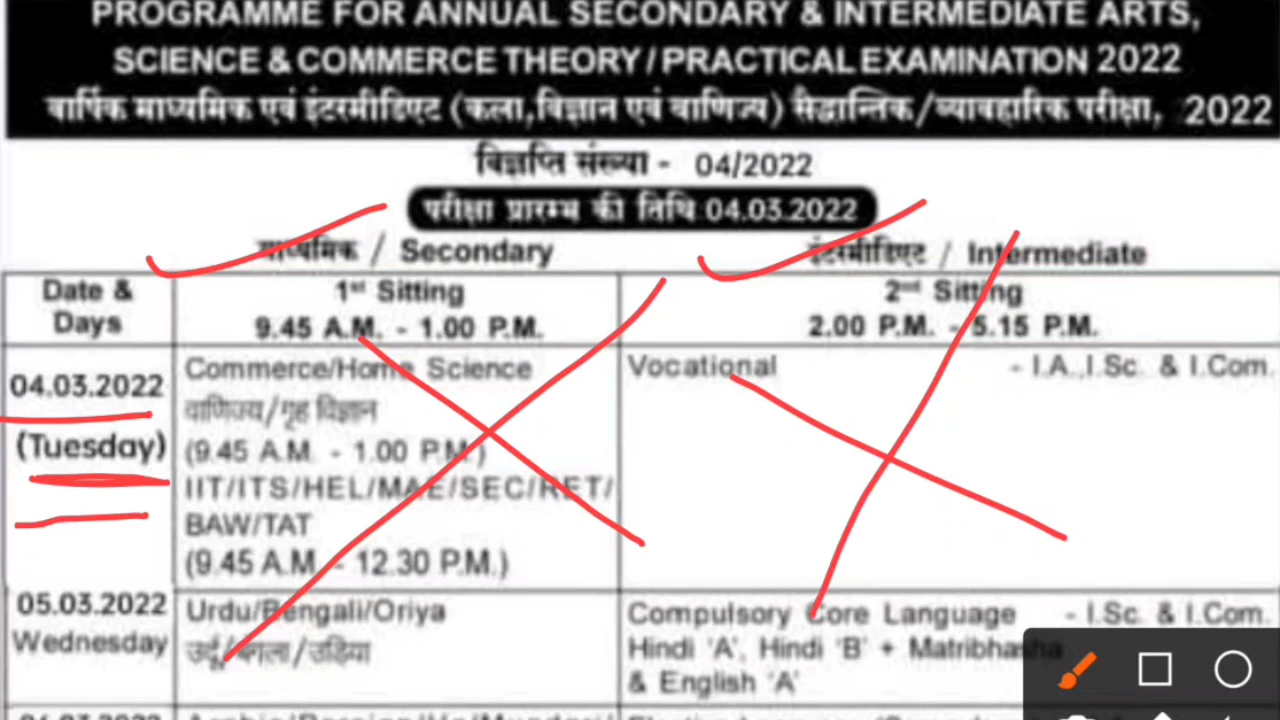 PROGRAMME FOR ANNUAL SECONDARY & INTERMEDIATE ARTS,
SCIENCE & COMMERCE THEORY / PRACTICAL EXAMINATION 2022
वार्षिक माध्यमिक एवं इंटरमीडिएट (कला,विज्ञान एवं वाणिज्य) सैद्धान्तिक/व्यावहारिक परीक्षा, 2022
विज्ञप्ति संख्या - 04/2022
परीक्षा प्रारम्भ की तिथि 04.03.2022
माध्यमिक / Secondary
इंटरमीडिएट / Intermediate
Date &
Days
1st Sitting
9.45 A.M. - 1.00 P.M.
2nd Sitting
2.00 P.M. - 5.15 P.M.
04.03.2022
(Tuesday)
Commerce/Home Science
वाणिज्य/गृह विज्ञान
(9.45 A.M. - 1.00 P.M.)
IIT/ITS/HEL/MAE/SEC/RET/
BAW/TAT
(9.45 A.M. - 12.30 P.M.)
Vocational - I.A.,I.Sc. & I.Com.
05.03.2022
Wednesday
Urdu/Bengali/Oriya
उर्दू/बंगला/उडिया
Compulsory Core Language - I.Sc. & I.Com.
Hindi 'A', Hindi 'B' + Matribhasha
& English 'A'